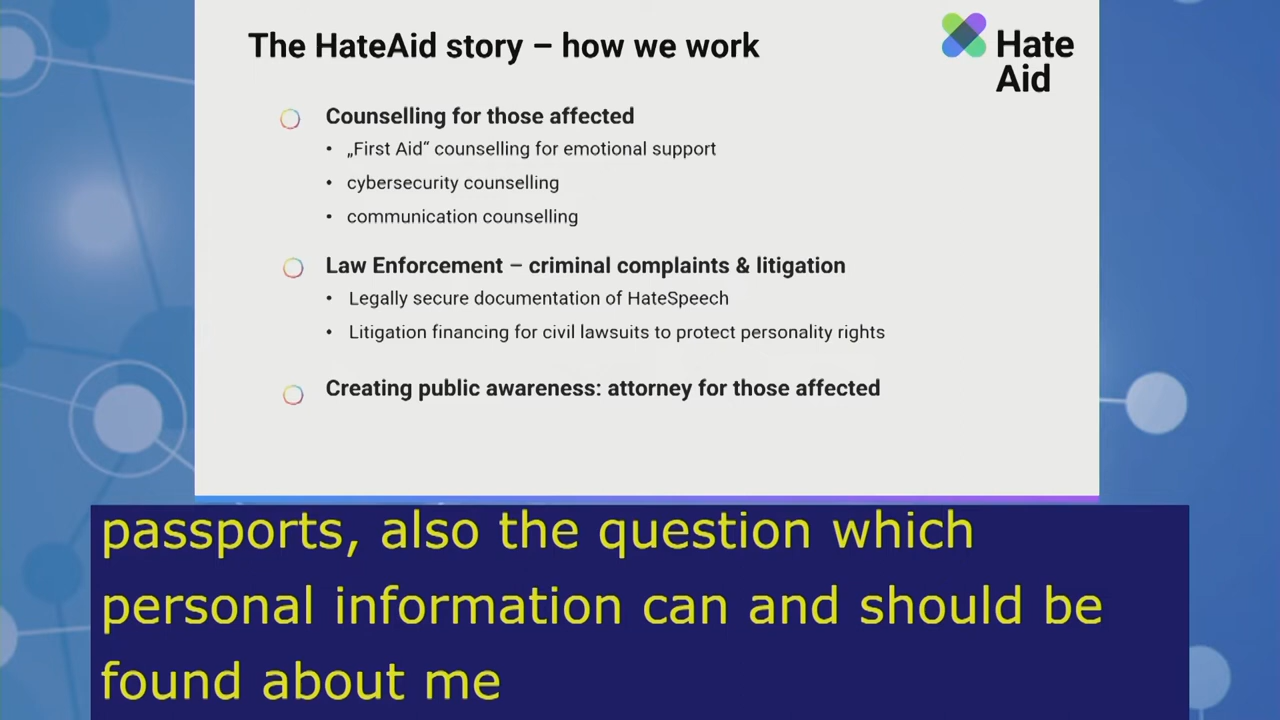 The HateAid story – how we work
Hate
Aid
Counselling for those affected
• „First Aid“ counselling for emotional support
• cybersecurity counselling
• communication counselling
Law Enforcement – criminal complaints & litigation
• Legally secure documentation of HateSpeech
• Litigation financing for civil lawsuits to protect personality rights
Creating public awareness: attorney for those affected
passports, also the question which
personal information can and should be
found about me